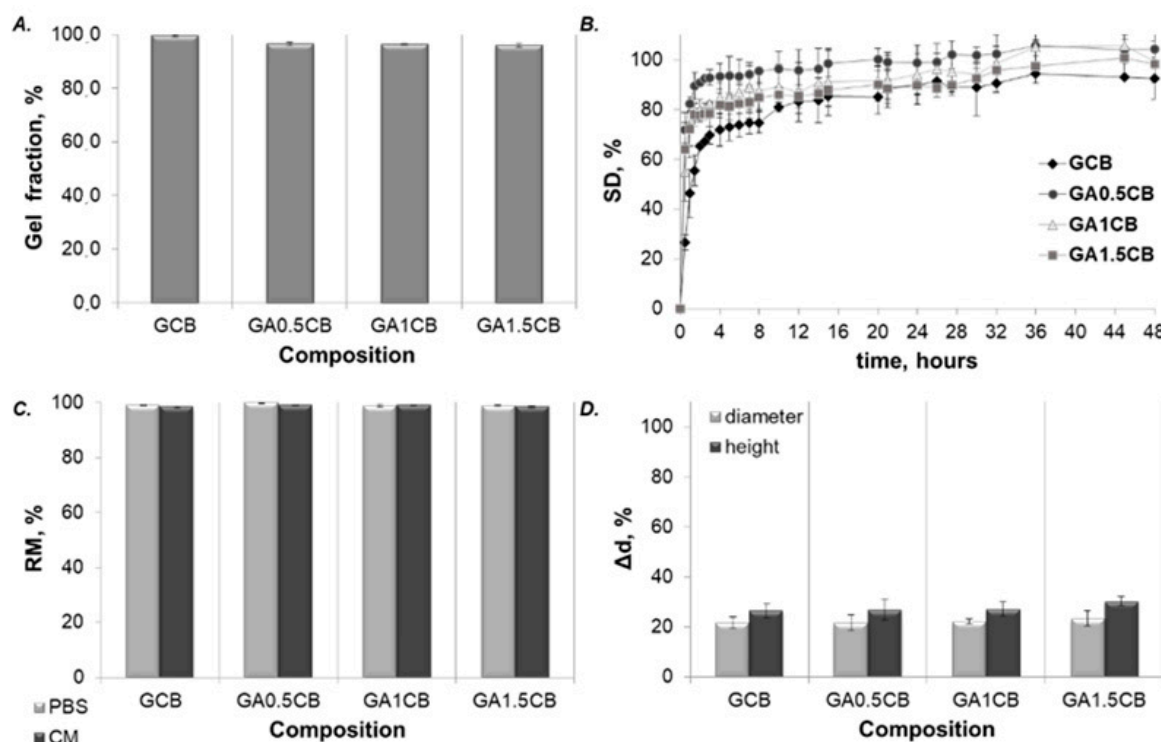 A.
Gel fraction, %
100.0
80.0
60.0
40.0
20.0
0,0
GCB GA0.5CB GA1CB GA1.5CB
Composition
B.
SD, %
100
80
60
40
20
0
0 4 8 12 16 20 24 28 32 36 40 44 48
time, hours
GCB
GA0.5CB
GA1CB
GA1.5CB
C.
RM, %
100
80
60
40
20
0
GCB GA0.5CB GA1CB GA1.5CB
Composition
PBS
CM
D.
Δd, %
100
80
60
40
20
0
diameter
height
GCB GA0.5CB GA1CB GA1.5CB
Composition